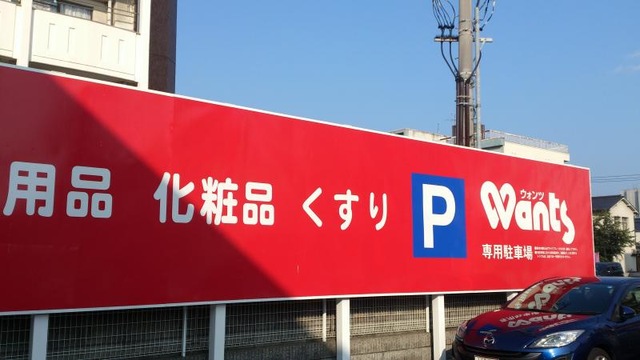 用品 化粧品 くすり P
ウォンツ
Wants
専用駐車場